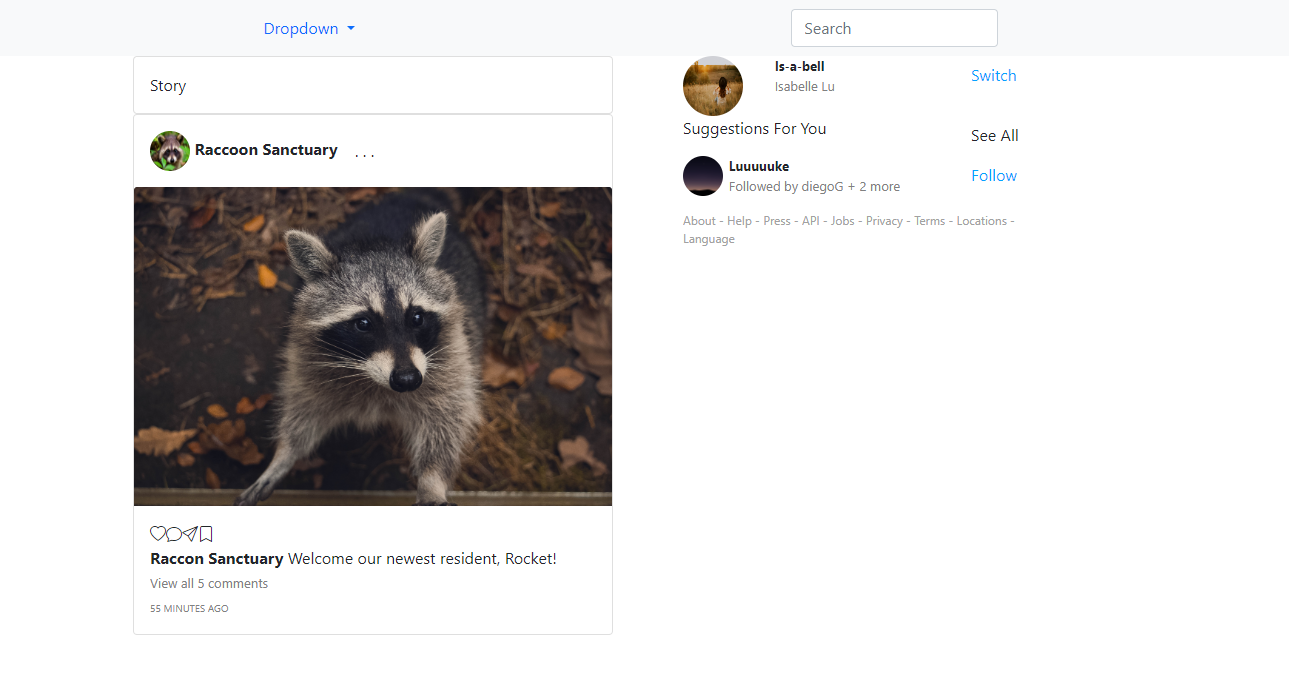 Dropdown
Search
Story
Raccoon Sanctuary ...
Raccon Sanctuary Welcome our newest resident, Rocket!
View all 5 comments
55 MINUTES AGO
Is-a-bell
Isabelle Lu
Switch
Suggestions For You
See All
Luuuuuke
Followed by diegoG + 2 more
Follow
About - Help - Press - API - Jobs - Privacy - Terms - Locations -
Language